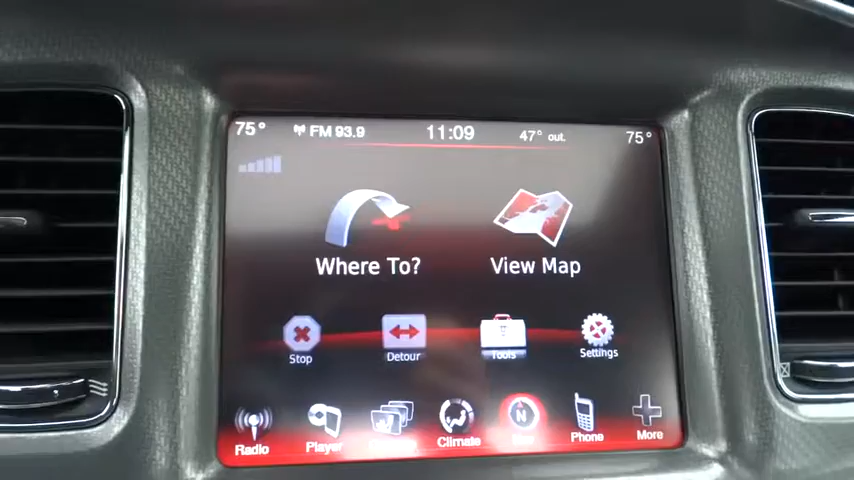 75° FM 93.9 11:09 47° out. 75°
Where To? View Map
Stop Detour Tools Settings
Radio Player Climate Phone More
N